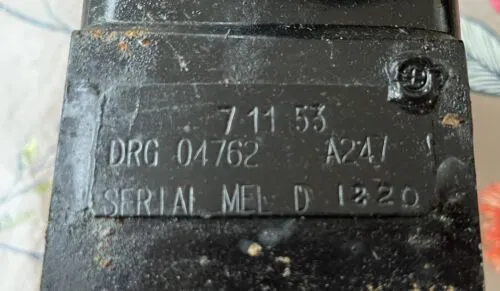 7 11 53
DRG 04762 A247
SERIAL MEL D 1820